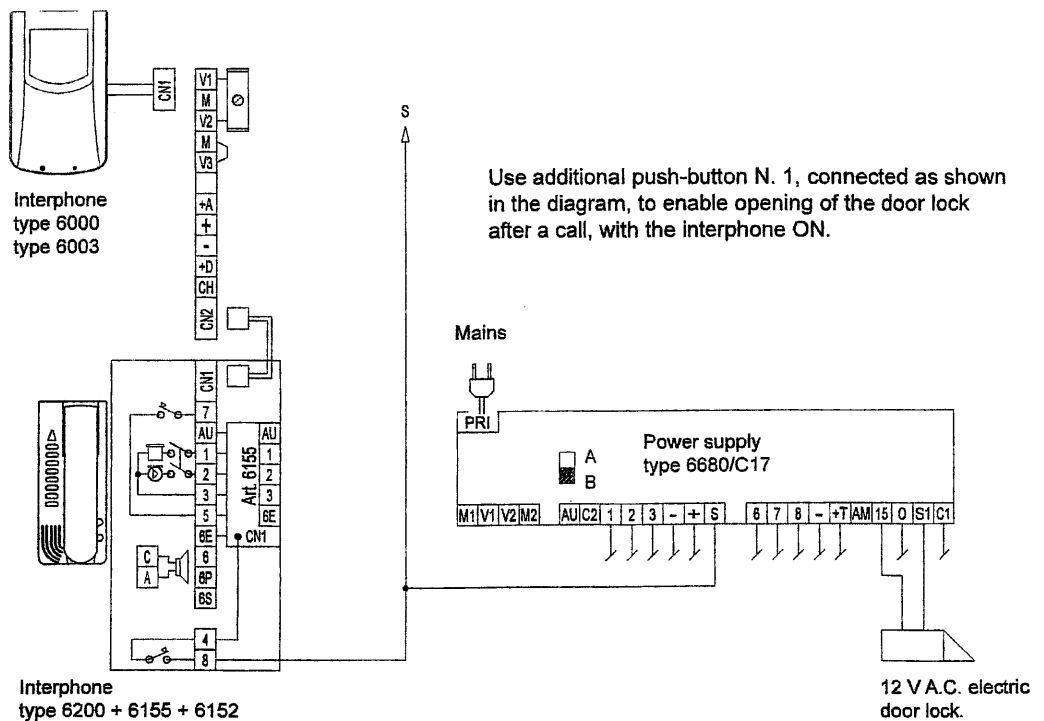 CN1
V1
M
V2
M
V3
+A
+
-
+D
CH
CN2
Interphone
type 6000
type 6003
S
Use additional push-button N. 1, connected as shown
in the diagram, to enable opening of the door lock
after a call, with the interphone ON.
CN1
7
AU
1
2
3
5
6E
6
6P
6S
4
8
Art. 6155
AU
1
2
3
6E
CN1
C
A
Interphone
type 6200 + 6155 + 6152
Mains
PRI
Power supply
type 6680/C17
A
B
M1 V1 V2 M2 AU C2 1 2 3 - + S 6 7 8 - +T AM 15 0 S1 C1
12 V A.C. electric
door lock.